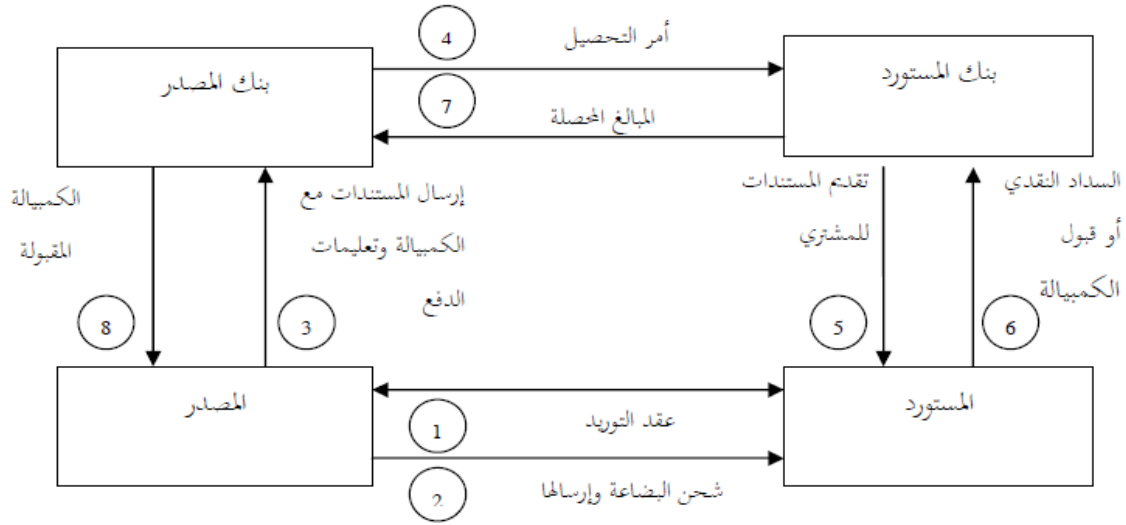 4
أمر التحصيل
بنك المصدر
بنك المستورد
7
المبالغ المحصلة
الكمبيالة
المقبولة
8
إرسال المستندات مع
الكمبيالة وتعليمات
الدفع
3
تقديم المستندات
للمشتري
5
السداد النقدي
أو قبول
الكمبيالة
6
المصدر
المستورد
1
عقد التوريد
2
شحن البضاعة وإرسالها